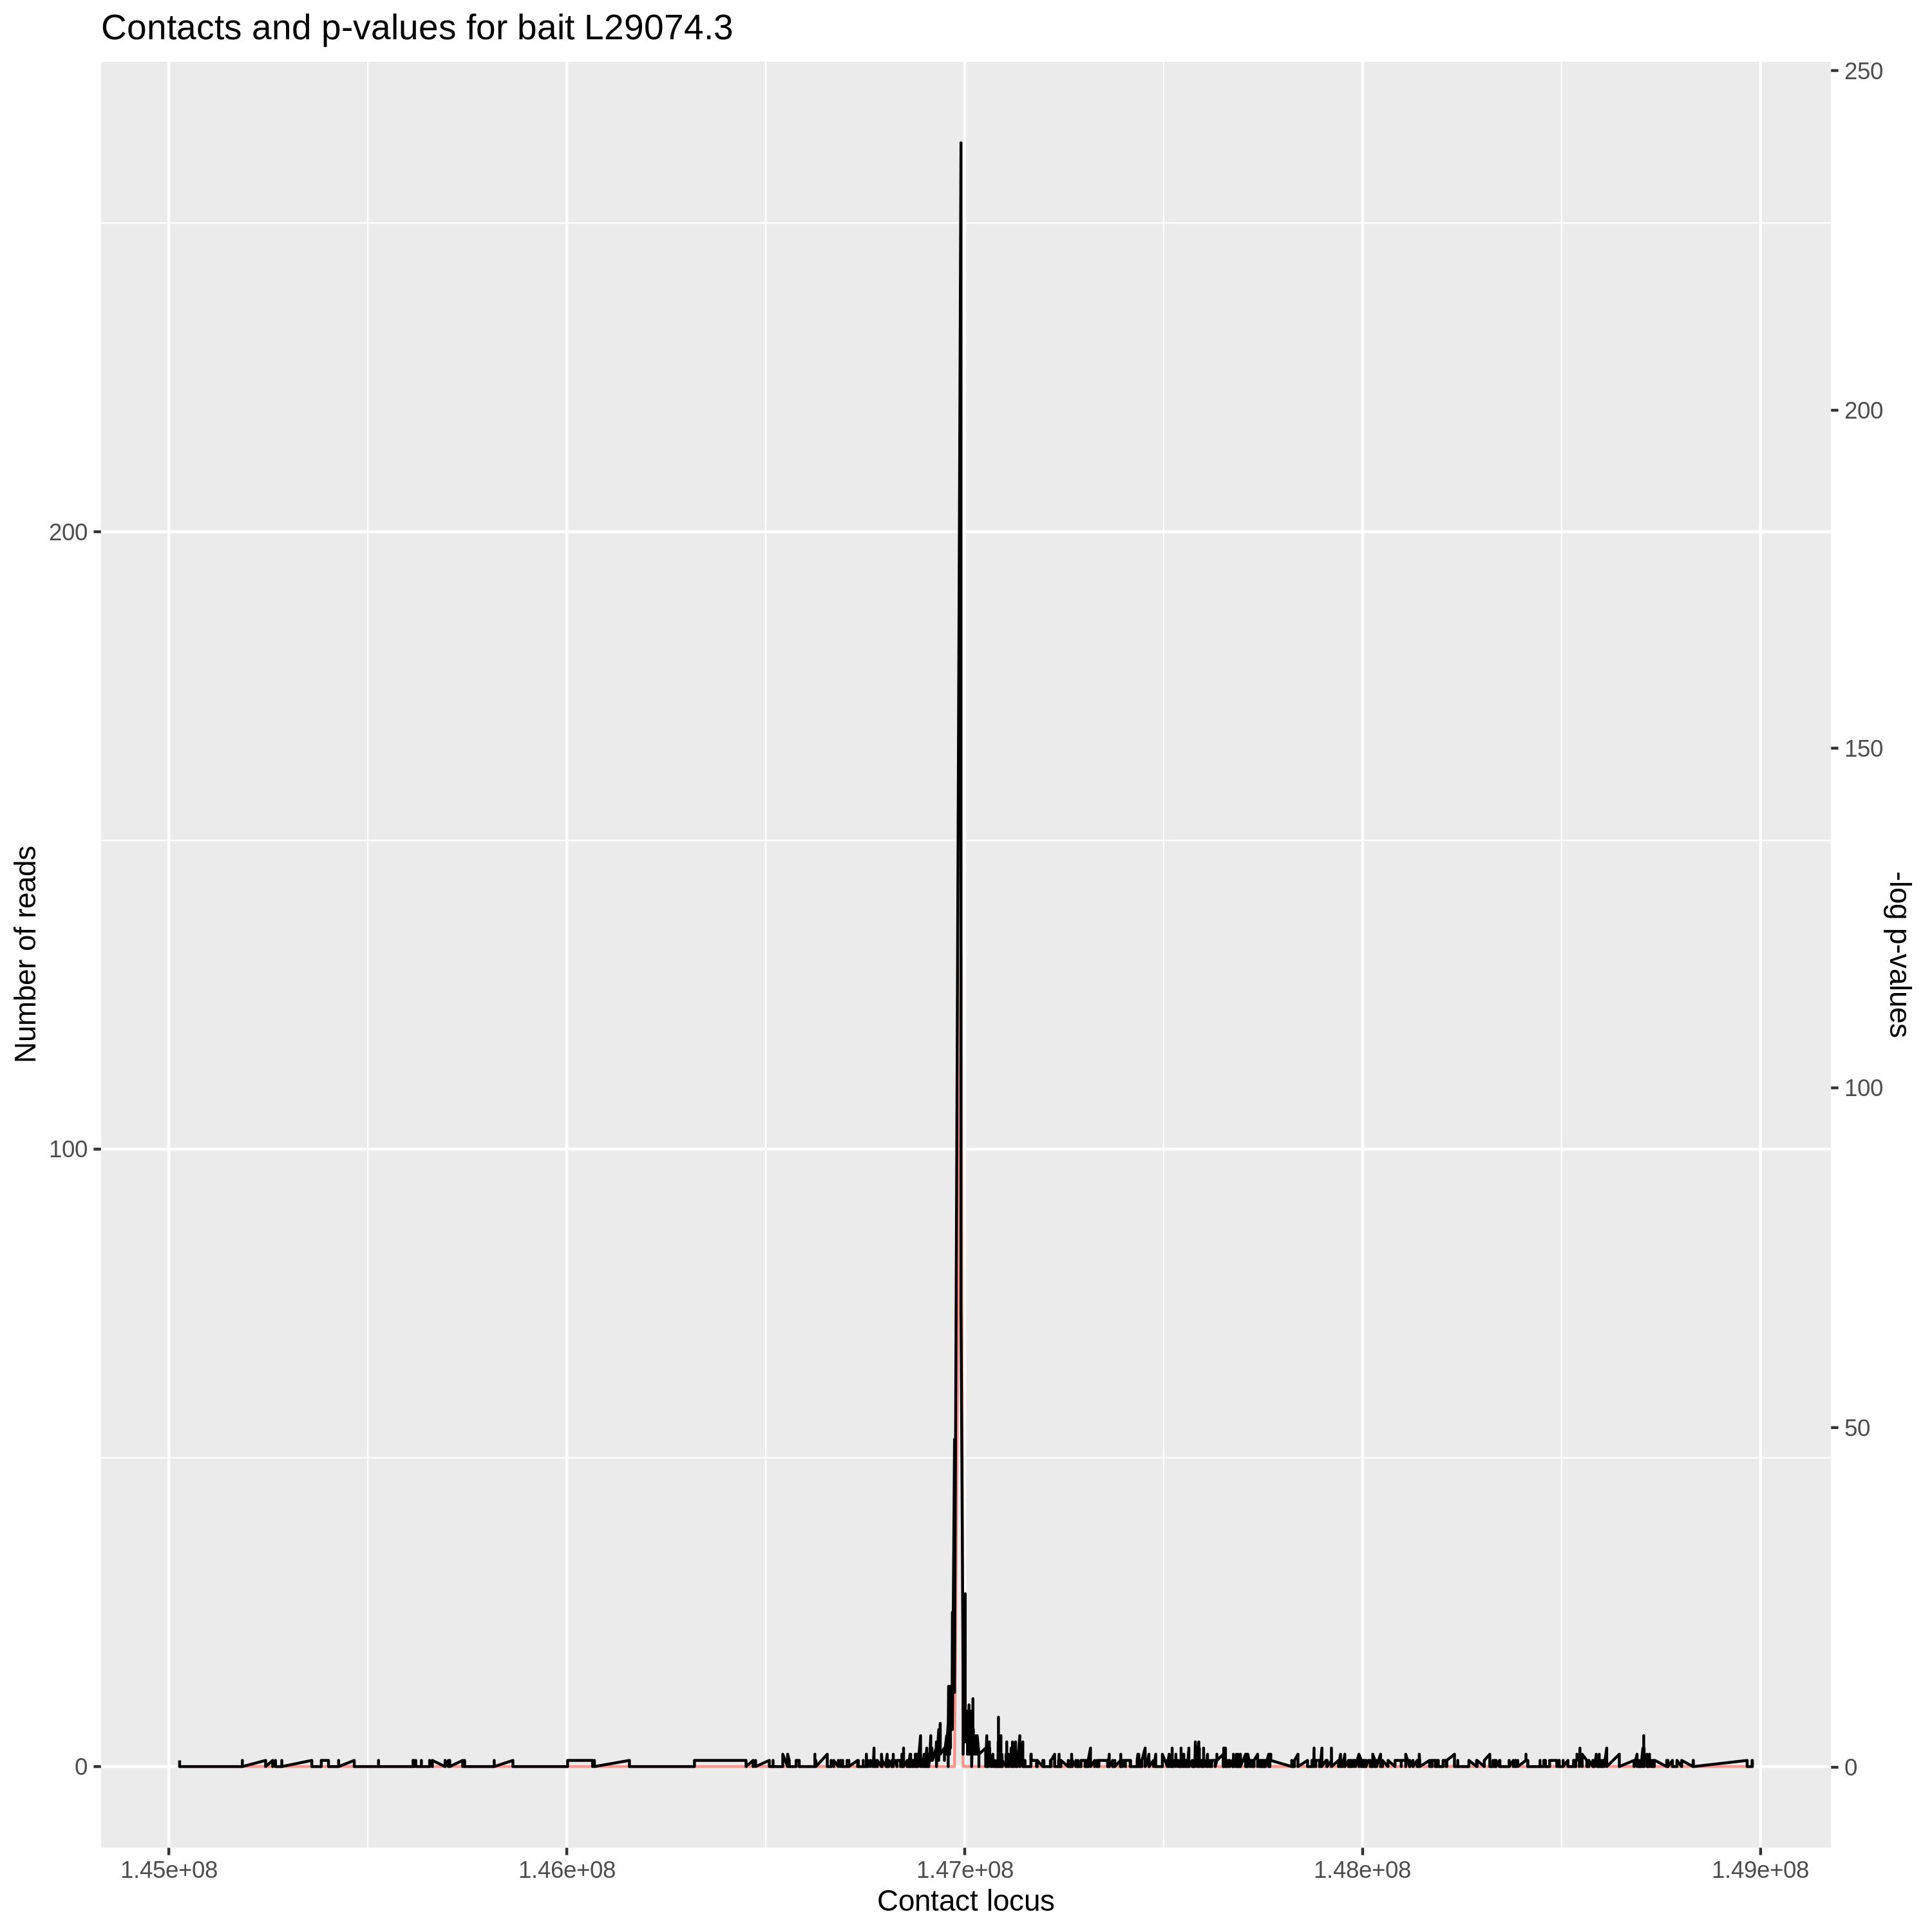 Contacts and p-values for bait L29074.3
250
200
200
150
Number of reads
-log p-values
100
100
50
0
0
1.45e+08
1.46e+08
1.47e+08
1.48e+08
1.49e+08
Contact locus